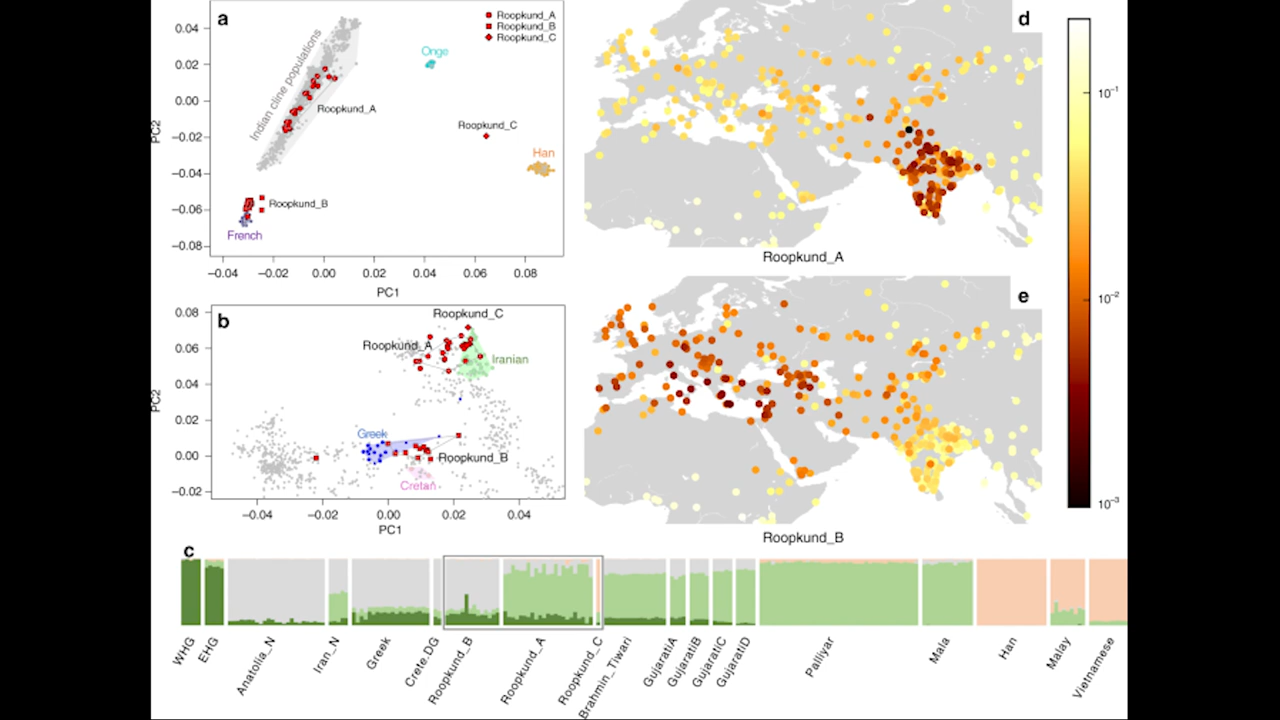 a
Roopkund_A
Roopkund_B
Roopkund_C
Indian cline populations
Onge
Roopkund_A
Roopkund_C
Han
Roopkund_B
French
0.04
0.02
0.00
−0.02
−0.04
−0.06
−0.08
PC2
−0.04
−0.02
0.00
0.02
0.04
0.06
0.08
PC1
b
Roopkund_C
Roopkund_A
Iranian
Greek
Roopkund_B
Cretan
0.08
0.06
0.04
0.02
0.00
−0.02
PC2
−0.04
−0.02
0.00
0.02
0.04
PC1
d
Roopkund_A
e
Roopkund_B
10⁻¹
10⁻²
10⁻³
c
WHG
EHG
Anatolia_N
Iran_N
Greek
Crete.DG
Roopkund_B
Roopkund_A
Roopkund_C
Brahmin_Tiwari
GujaratiA
GujaratiB
GujaratiC
GujaratiD
Palliyar
Mala
Han
Malay
Vietnamese